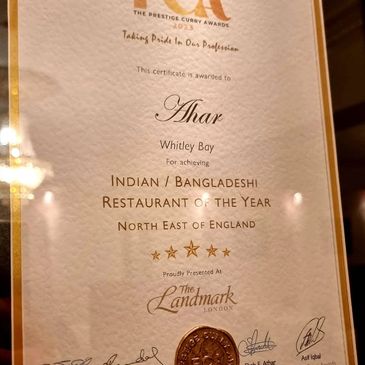 PCA
THE PRESTIGE CURRY AWARDS
2023
Taking Pride In Our Profession
This certificate is awarded to
Ahar
Whitley Bay
For achieving
INDIAN / BANGLADESHI
RESTAURANT OF THE YEAR
NORTH EAST OF ENGLAND
Proudly Presented At
The
Landmark
LONDON
Asif Iqbal